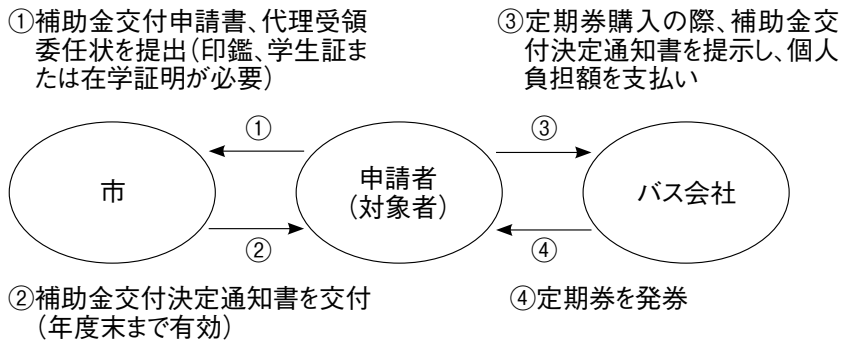 ①補助金交付申請書、代理受領
委任状を提出（印鑑、学生証ま
たは在学証明が必要）
③定期券購入の際、補助金交
付決定通知書を提示し、個人
負担額を支払い
①
③
市
申請者
（対象者）
バス会社
②
④
②補助金交付決定通知書を交付
（年度末まで有効）
④定期券を発券